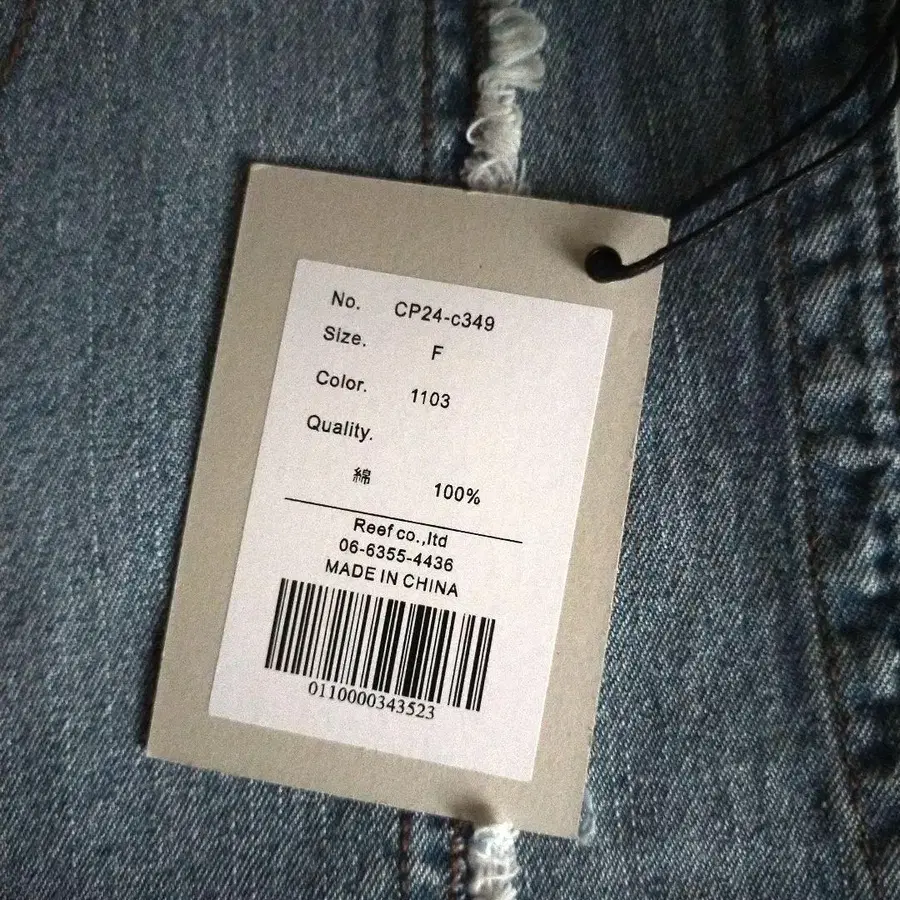 No. CP24-c349
Size. F
Color. 1103
Quality.
綿 100%
Reef co.,ltd
06-6355-4436
MADE IN CHINA
0110000343523